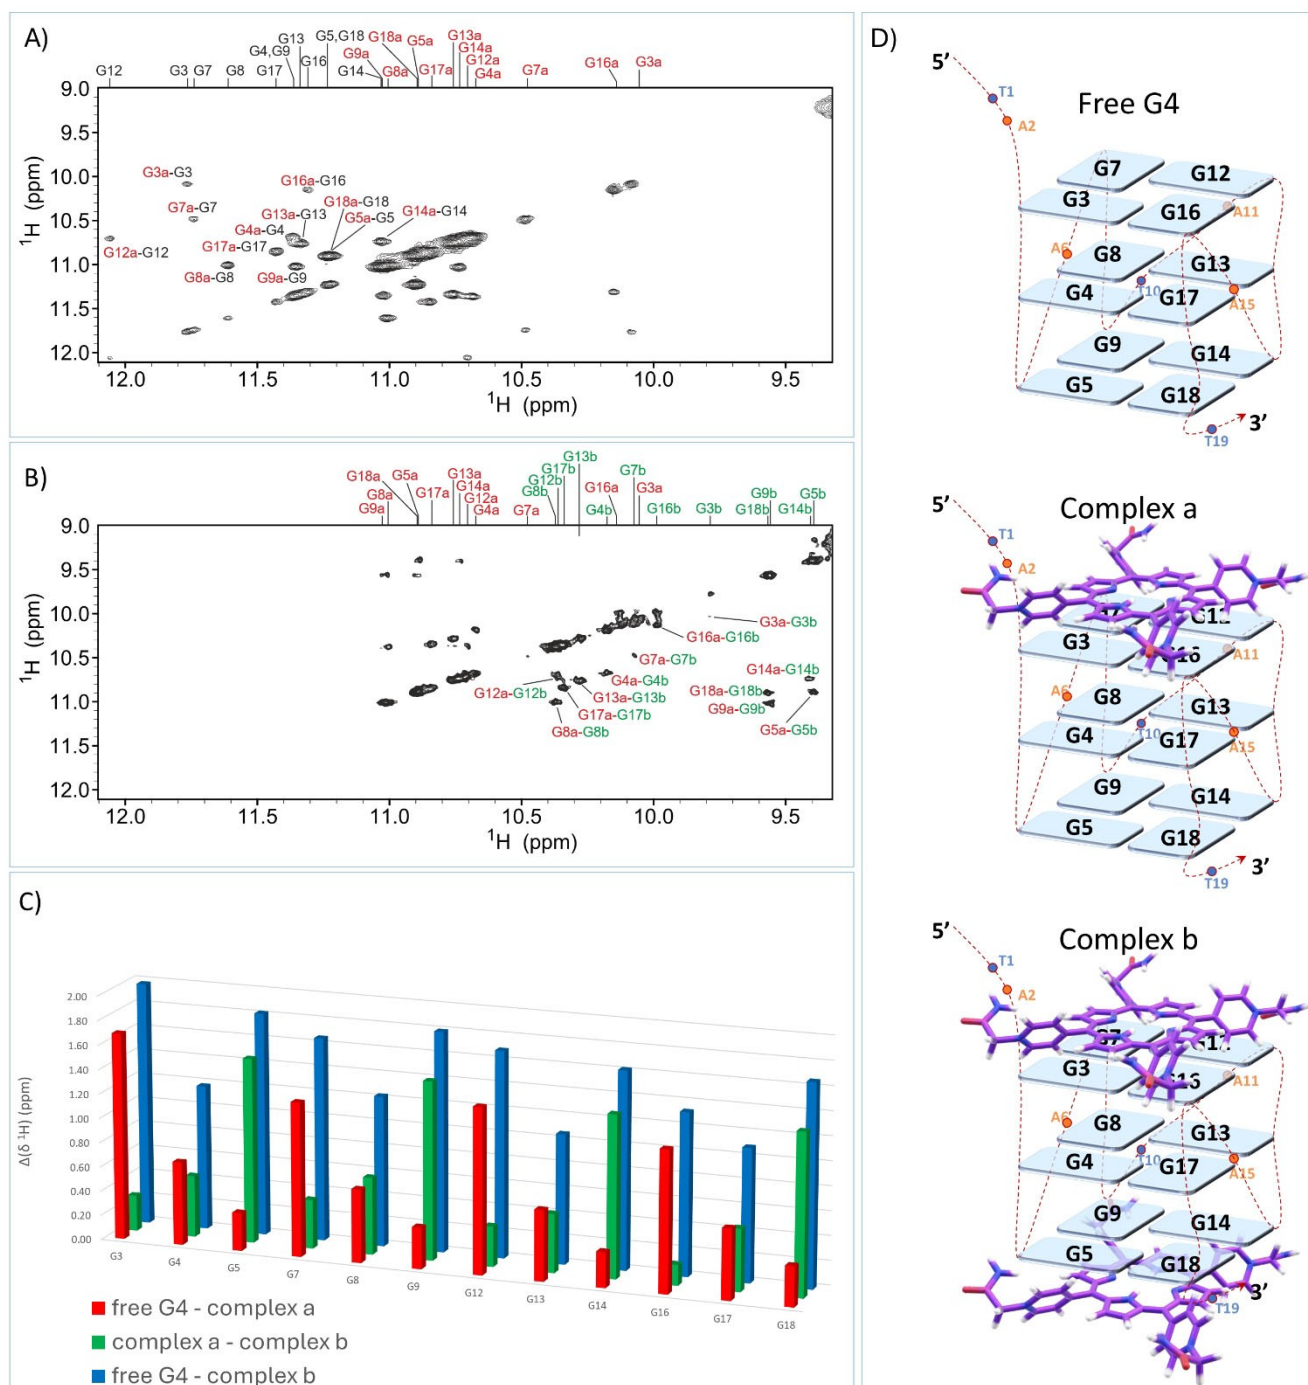 A)
G13 G5,G18 G18a G5a G13a
G4,G9 G9a G14a
G16 G12a G16a G3a
G12 G3 G7 G8 G17 G14 G8a G17a G4a G7a
9.0
9.5
10.0
10.5
11.0
11.5
12.0
¹H (ppm)
G3a-G3
G16a-G16
G7a-G7
G18a-G18
G13a-G13
G5a-G5
G14a-G14
G4a-G4
G12a-G12
G17a-G17
G8a-G8
G9a-G9
12.0 11.5 11.0 10.5 10.0 9.5
¹H (ppm)
B)
G13b
G18a G5a G13a G17b G7b
G8a G17a G14a G12b G16a G3a G9b G5b
G9a G12a G8b G18b G14b
G4a G7a G4b G16b G3b
9.0
9.5
10.0
10.5
11.0
11.5
12.0
¹H (ppm)
G3a-G3b
G16a-G16b
G7a-G7b
G14a-G14b
G4a-G4b
G12a-G12b
G13a-G13b
G18a-G18b
G17a-G17b
G9a-G9b
G8a-G8b
G5a-G5b
12.0 11.5 11.0 10.5 10.0 9.5
¹H (ppm)
C)
2.00
1.80
1.60
1.40
1.20
1.00
0.80
0.60
0.40
0.20
0.00
Δ(δ ¹H) (ppm)
G3 G4 G5 G7 G8 G9 G12 G13 G14 G16 G17 G18
free G4 - complex a
complex a - complex b
free G4 - complex b
D)
5’
T1
A2
Free G4
G7
G12
G3
G16
A11
A6
G8
G13
G4
T10
G17
A15
G9
G14
G5
G18
T19
3’
5’
Complex a
T1
A2
G3
G16
A11
A6
G8
G13
G4
T10
G17
A15
G9
G14
G5
G18
T19
3’
5’
Complex b
T1
A2
G7
G12
G3
G16
A11
A6
G8
G13
G4
T10
G17
A15
G9
G14
G5
G18
T19
3’